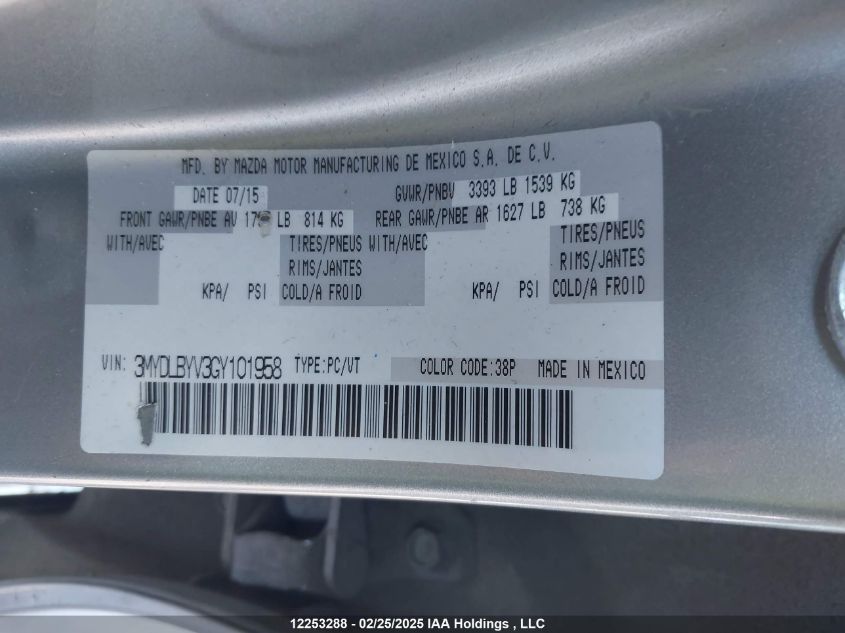 MFD. BY MAZDA MOTOR MANUFACTURING DE MEXICO S.A. DE C.V.
DATE 07/15 GVWR/PNBV 3393 LB 1539 KG
FRONT GAWR/PNBE AV LB 814 KG REAR GAWR/PNBE AR 1627 LB 738 KG
WITH/AVEC TIRES/PNEUS WITH/AVEC TIRES/PNEUS
RIMS/JANTES RIMS/JANTES
KPA/ PSI COLD/A FROID KPA/ PSI COLD/A FROID
VIN: 3MYDLBYV3GY101958 TYPE:PC/VT COLOR CODE:38P MADE IN MEXICO
12253288 - 02/25/2025 IAA Holdings , LLC